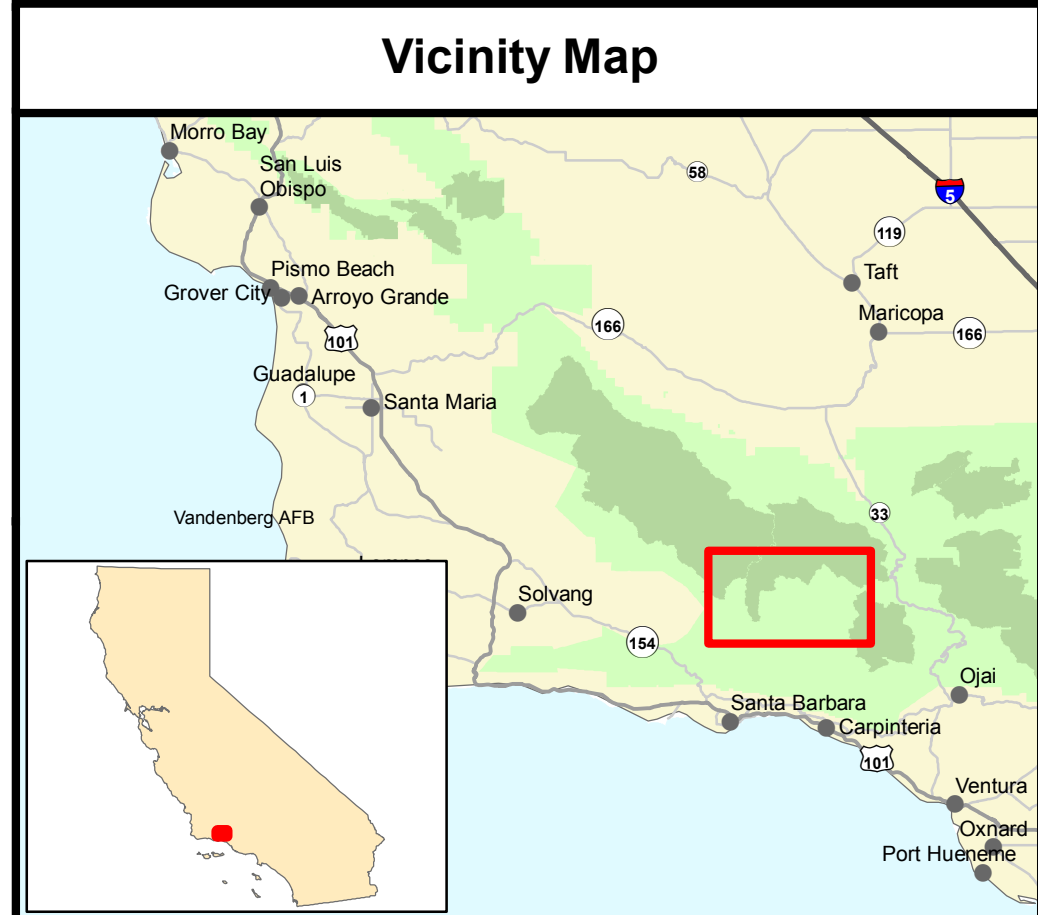 Vicinity Map
Morro Bay
San Luis
Obispo
58
5
119
Taft
Pismo Beach
Grover City
Arroyo Grande
Maricopa
166
166
101
Guadalupe
1
Santa Maria
33
Vandenberg AFB
Solvang
154
Ojai
Santa Barbara
Carpinteria
101
Ventura
Oxnard
Port Hueneme